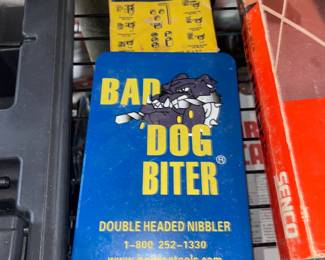 BAD
DOG
BITER®
DOUBLE HEADED NIBBLER
1-800 252-1330
SENCO